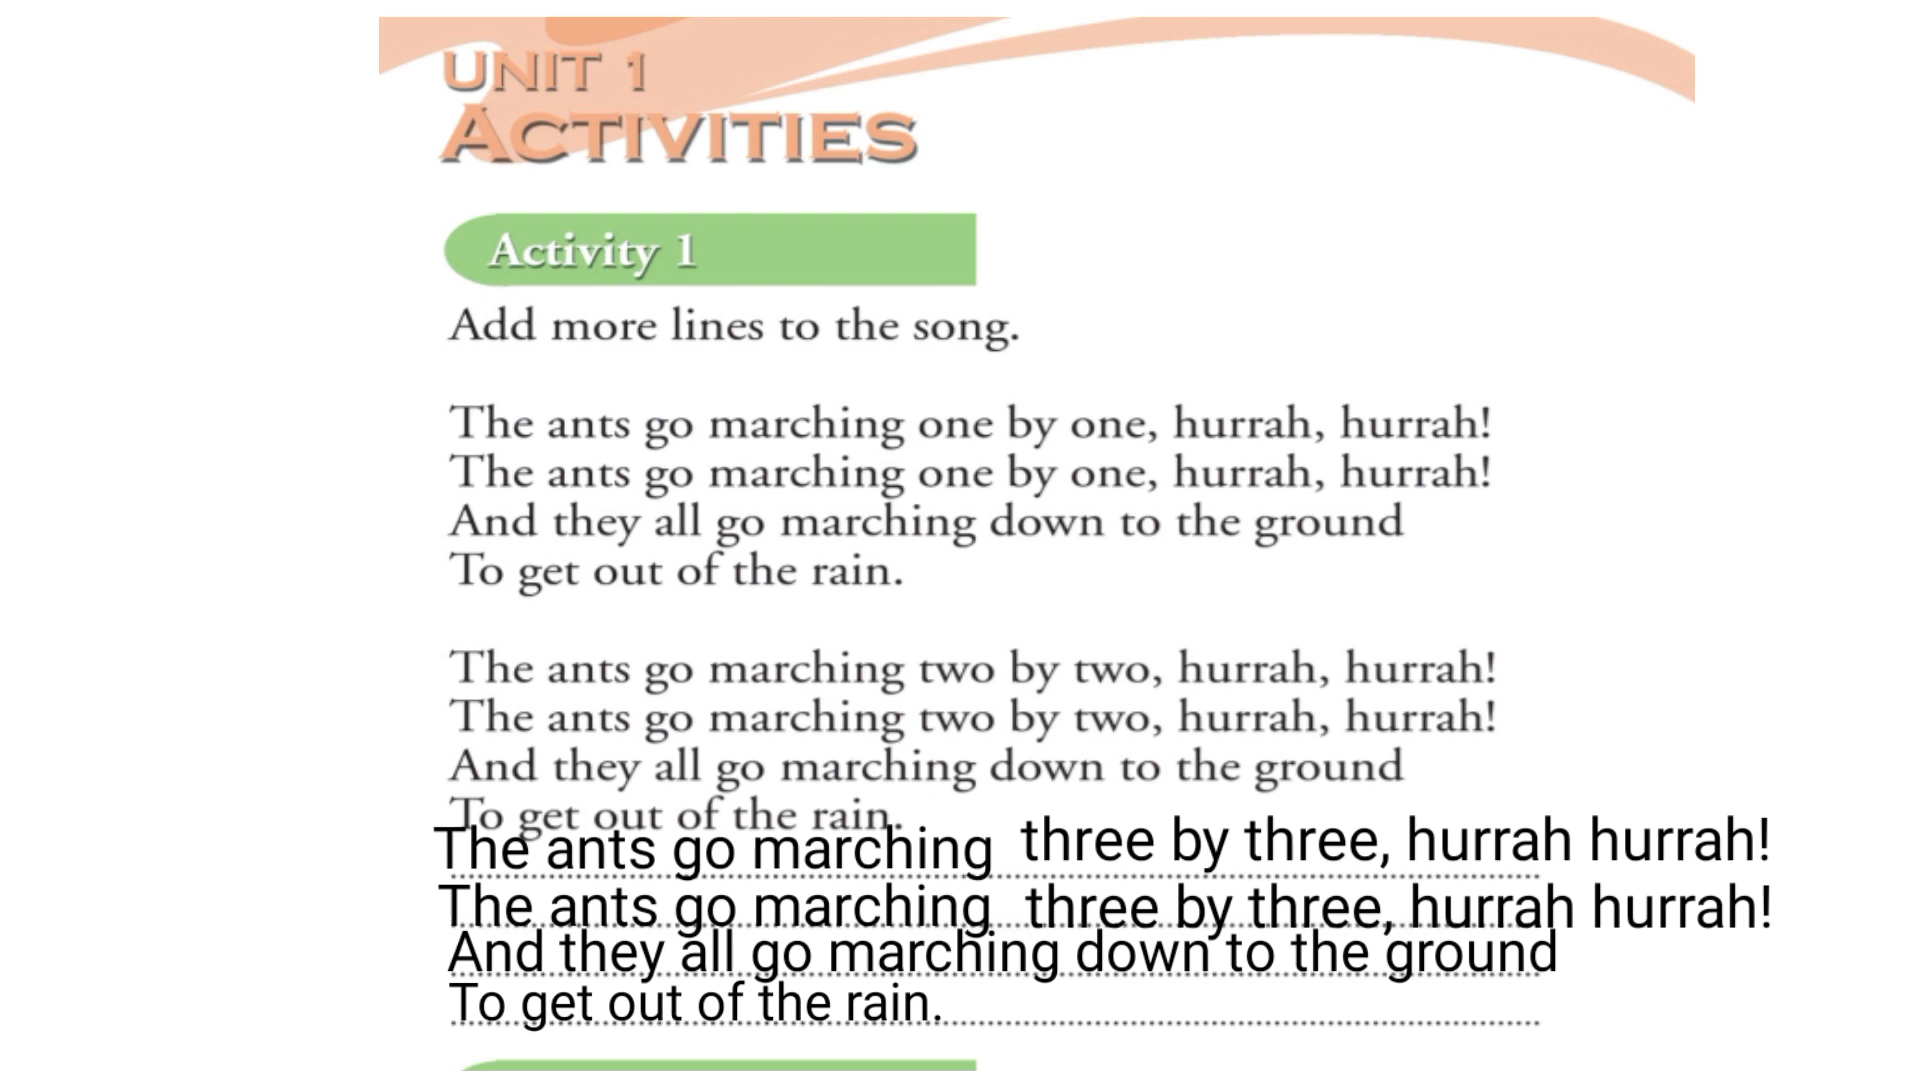 UNIT 1
ACTIVITIES
Activity 1
Add more lines to the song.
The ants go marching one by one, hurrah, hurrah!
The ants go marching one by one, hurrah, hurrah!
And they all go marching down to the ground
To get out of the rain.
The ants go marching two by two, hurrah, hurrah!
The ants go marching two by two, hurrah, hurrah!
And they all go marching down to the ground
To get out of the rain.
The ants go marching three by three, hurrah hurrah!
The ants go marching three by three, hurrah hurrah!
And they all go marching down to the ground
To get out of the rain.